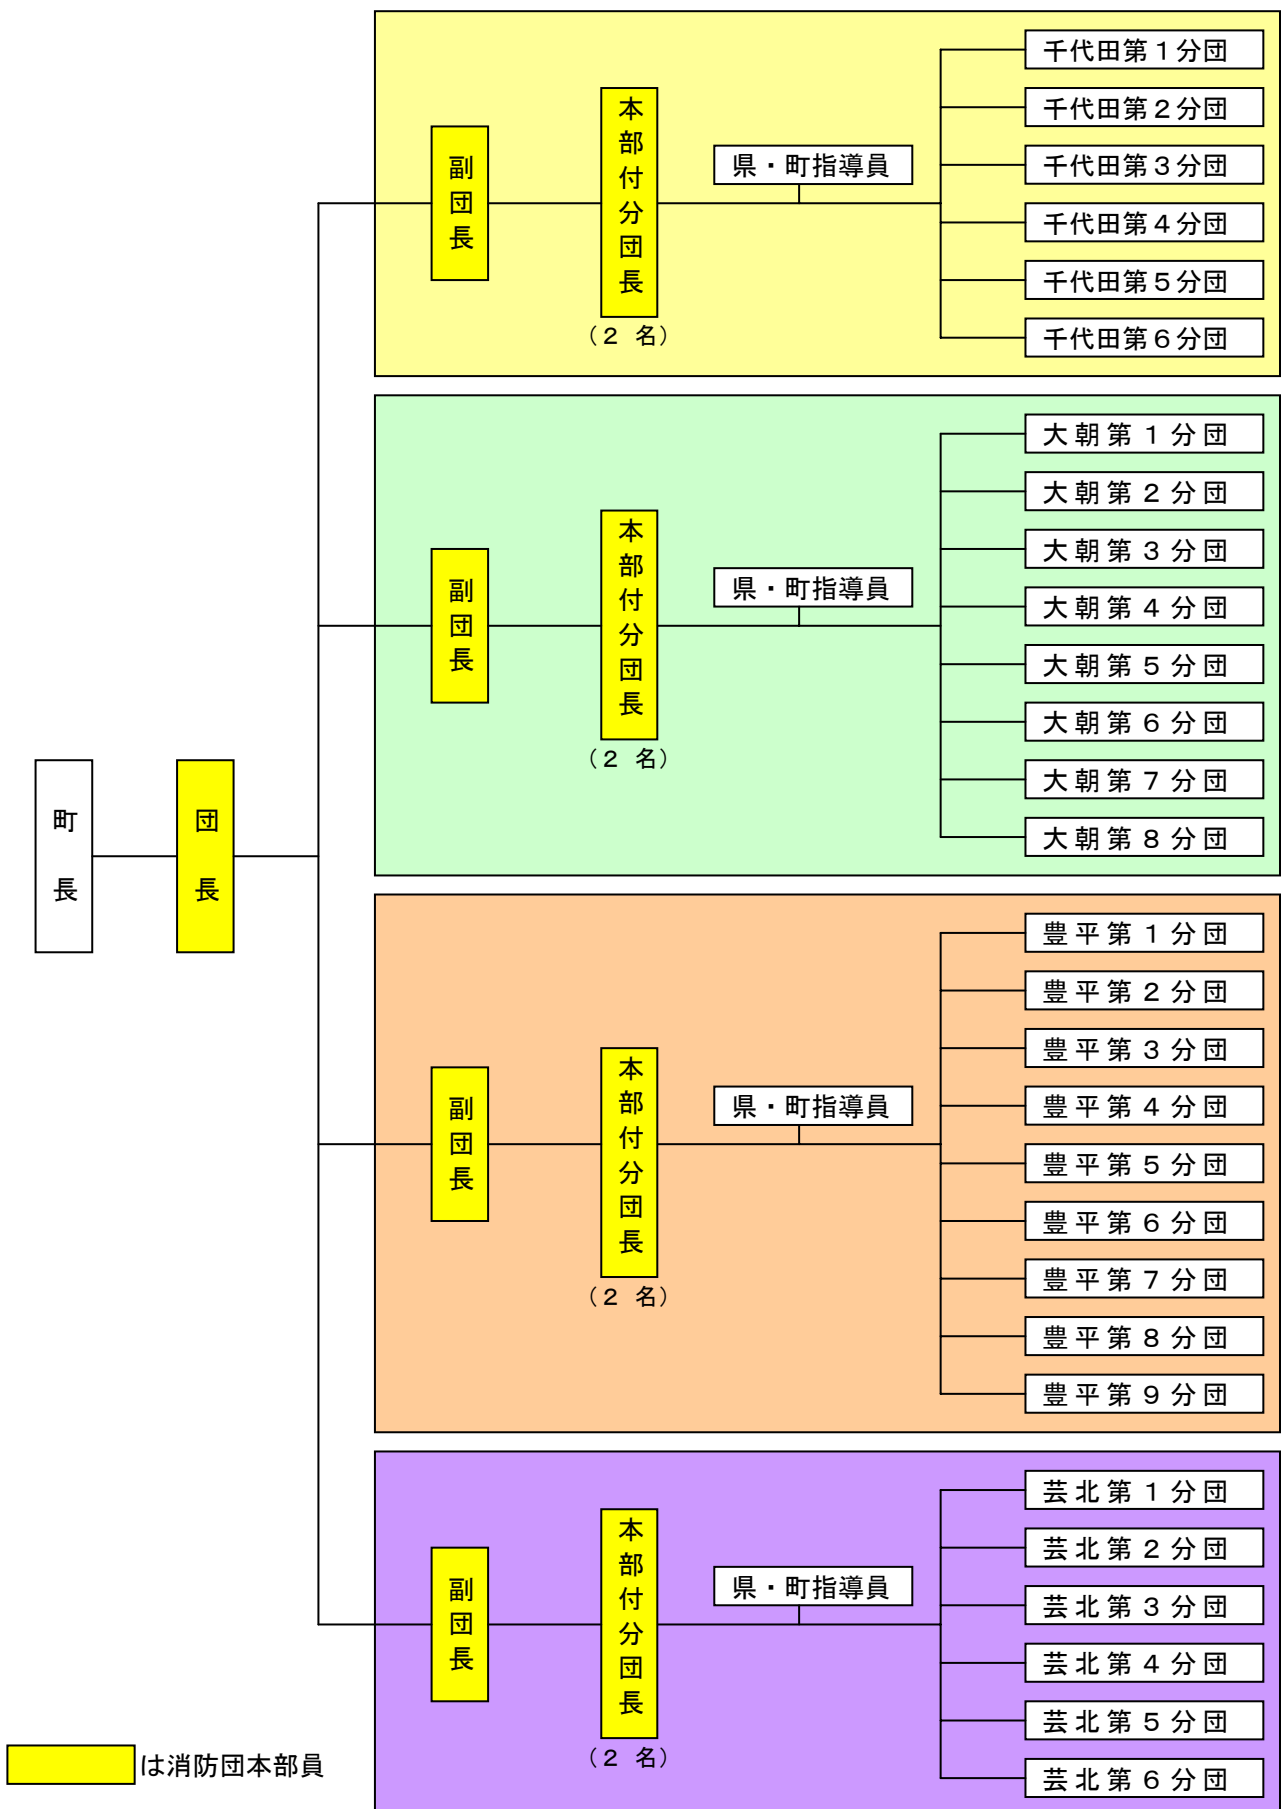 町長
団長
副団長
本部付分団長
（２ 名）
県・町指導員
千代田第１分団
千代田第２分団
千代田第３分団
千代田第４分団
千代田第５分団
千代田第６分団
副団長
本部付分団長
（２ 名）
県・町指導員
大朝第１分団
大朝第２分団
大朝第３分団
大朝第４分団
大朝第５分団
大朝第６分団
大朝第７分団
大朝第８分団
副団長
本部付分団長
（２ 名）
県・町指導員
豊平第１分団
豊平第２分団
豊平第３分団
豊平第４分団
豊平第５分団
豊平第６分団
豊平第７分団
豊平第８分団
豊平第９分団
副団長
本部付分団長
（２ 名）
県・町指導員
芸北第１分団
芸北第２分団
芸北第３分団
芸北第４分団
芸北第５分団
芸北第６分団
は消防団本部員